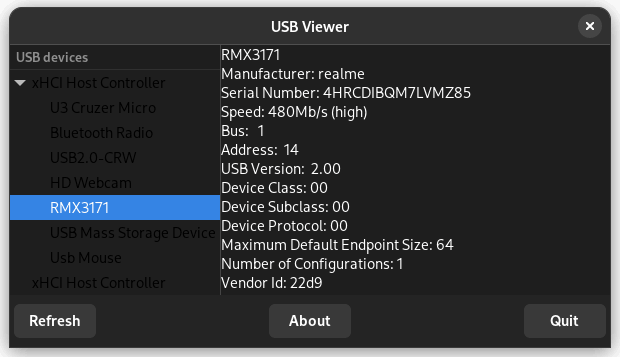 USB Viewer
USB devices
xHCI Host Controller
U3 Cruzer Micro
Bluetooth Radio
USB2.0-CRW
HD Webcam
RMX3171
USB Mass Storage Device
Usb Mouse
xHCI Host Controller
RMX3171
Manufacturer: realme
Serial Number: 4HRCDIBQM7LVMZ85
Speed: 480Mb/s (high)
Bus: 1
Address: 14
USB Version: 2.00
Device Class: 00
Device Subclass: 00
Device Protocol: 00
Maximum Default Endpoint Size: 64
Number of Configurations: 1
Vendor Id: 22d9
Refresh
About
Quit